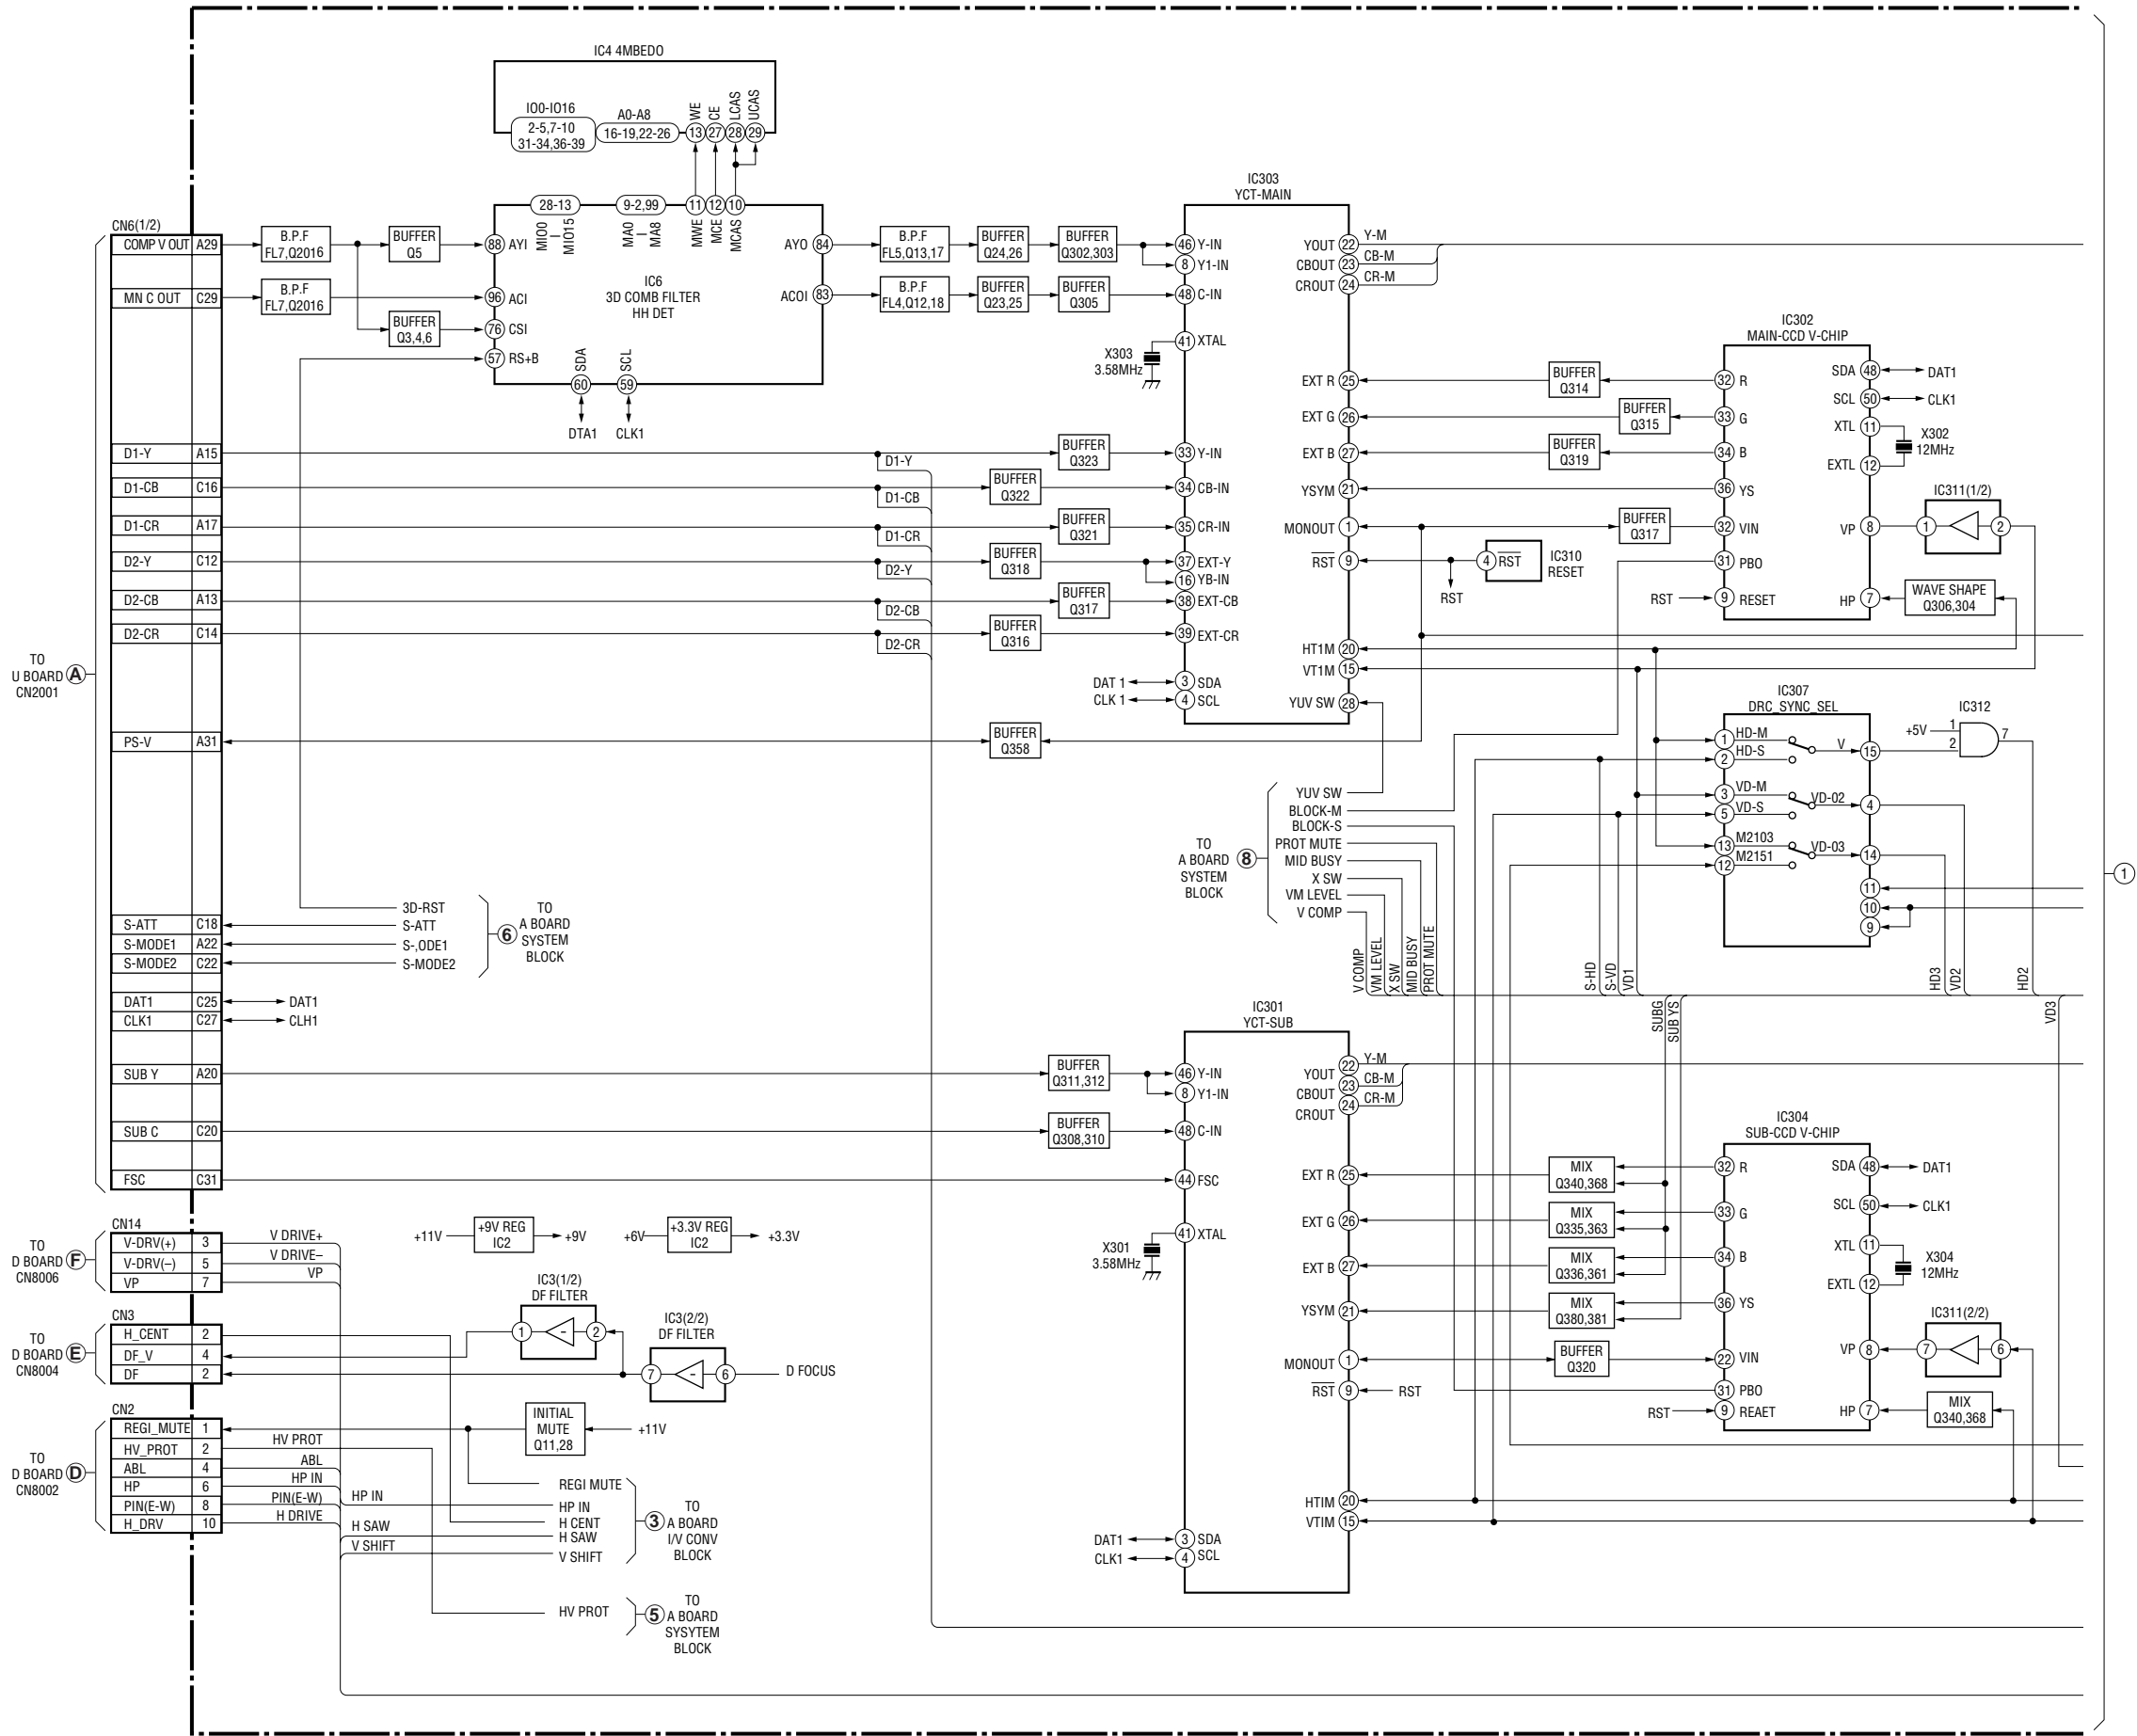 IC4 4MBEDO
IO0-IO16
2-5,7-10
31-34,36-39
A0-A8
16-19,22-26
WE
CE
LCAS
UCAS
13
27
28
29
28-13
9-2,99
11
12
10
MIO0
MIO15
MA0
MA8
MWE
MCE
MCAS
IC6
3D COMB FILTER
HH DET
88 AYI
96 ACI
76 CSI
57 RS+B
SDA
SCL
60
59
DTA1
CLK1
AYO 84
ACOI 83
CN6(1/2)
COMP V OUT A29
MN C OUT C29
D1-Y A15
D1-CB C16
D1-CR A17
D2-Y C12
D2-CB A13
D2-CR C14
PS-V A31
S-ATT C18
S-MODE1 A22
S-MODE2 C22
DAT1 C25
CLK1 C27
SUB Y A20
SUB C C20
FSC C31
TO
U BOARD A
CN2001
B.P.F
FL7,Q2016
BUFFER
Q5
B.P.F
FL7,Q2016
BUFFER
Q3,4,6
B.P.F
FL5,Q13,17
BUFFER
Q24,26
BUFFER
Q302,303
B.P.F
FL4,Q12,18
BUFFER
Q23,25
BUFFER
Q305
X303
3.58MHz
D1-Y
D1-CB
D1-CR
D2-Y
D2-CB
D2-CR
BUFFER
Q323
BUFFER
Q322
BUFFER
Q321
BUFFER
Q318
BUFFER
Q317
BUFFER
Q316
DAT 1
CLK 1
BUFFER
Q358
IC303
YCT-MAIN
46 Y-IN
8 Y1-IN
48 C-IN
41 XTAL
33 Y-IN
34 CB-IN
35 CR-IN
37 EXT-Y
16 YB-IN
38 EXT-CB
39 EXT-CR
3 SDA
4 SCL
YOUT 22
CBOUT 23
CROUT 24
EXT R 25
EXT G 26
EXT B 27
YSYM 21
MONOUT 1
RST 9
HT1M 20
VT1M 15
YUV SW 28
Y-M
CB-M
CR-M
BUFFER
Q314
BUFFER
Q315
BUFFER
Q319
BUFFER
Q317
4 RST
IC310
RESET
RST
IC302
MAIN-CCD V-CHIP
32 R
33 G
34 B
36 YS
32 VIN
31 PBO
RST
9 RESET
SDA 48
DAT1
SCL 50
CLK1
XTL 11
X302
12MHz
EXTL 12
IC311(1/2)
VP 8
1
2
HP 7
WAVE SHAPE
Q306,304
IC307
DRC_SYNC_SEL
1 HD-M
2 HD-S
V
15
3 VD-M
5 VD-S
VD-02
4
13 M2103
12 M2151
VD-03
14
11
10
9
IC312
+5V
1
2
7
1
YUV SW
BLOCK-M
BLOCK-S
PROT MUTE
MID BUSY
X SW
VM LEVEL
V COMP
TO
A BOARD 8
SYSTEM
BLOCK
V COMP
VM LEVEL
X SW
MID BUSY
PROT MUTE
S-HD
S-VD
VD1
SUBG
SUB YS
HD3
VD2
HD2
VD3
3D-RST
S-ATT
S-,ODE1
S-MODE2
6
TO
A BOARD
SYSTEM
BLOCK
DAT1
CLH1
BUFFER
Q311,312
BUFFER
Q308,310
X301
3.58MHz
IC301
YCT-SUB
46 Y-IN
8 Y1-IN
48 C-IN
44 FSC
41 XTAL
DAT1
CLK1
3 SDA
4 SCL
YOUT 22
CBOUT 23
CROUT 24
EXT R 25
EXT G 26
EXT B 27
YSYM 21
MONOUT 1
RST 9
RST
HTIM 20
VTIM 15
Y-M
CB-M
CR-M
MIX
Q340,368
MIX
Q335,363
MIX
Q336,361
MIX
Q380,381
BUFFER
Q320
IC304
SUB-CCD V-CHIP
32 R
33 G
34 B
36 YS
22 VIN
31 PBO
RST
9 REAET
SDA 48
DAT1
SCL 50
CLK1
XTL 11
X304
12MHz
EXTL 12
IC311(2/2)
VP 8
7
6
HP 7
MIX
Q340,368
CN14
V-DRV(+) 3
V-DRV(–) 5
VP 7
TO
D BOARD F
CN8006
V DRIVE+
V DRIVE–
VP
+11V
+9V REG
IC2
+9V
+6V
+3.3V REG
IC2
+3.3V
CN3
H_CENT 2
DF_V 4
DF 2
TO
D BOARD E
CN8004
IC3(1/2)
DF FILTER
1
-
2
IC3(2/2)
DF FILTER
7
-
6
D FOCUS
CN2
REGI_MUTE 1
HV_PROT 2
ABL 4
HP 6
PIN(E-W) 8
H_DRV 10
TO
D BOARD D
CN8002
HV PROT
ABL
HP IN
PIN(E-W)
H DRIVE
HP IN
H SAW
V SHIFT
INITIAL
MUTE
Q11,28
+11V
REGI MUTE
HP IN
H CENT
H SAW
V SHIFT
3
TO
A BOARD
I/V CONV
BLOCK
HV PROT
5
TO
A BOARD
SYSYTEM
BLOCK